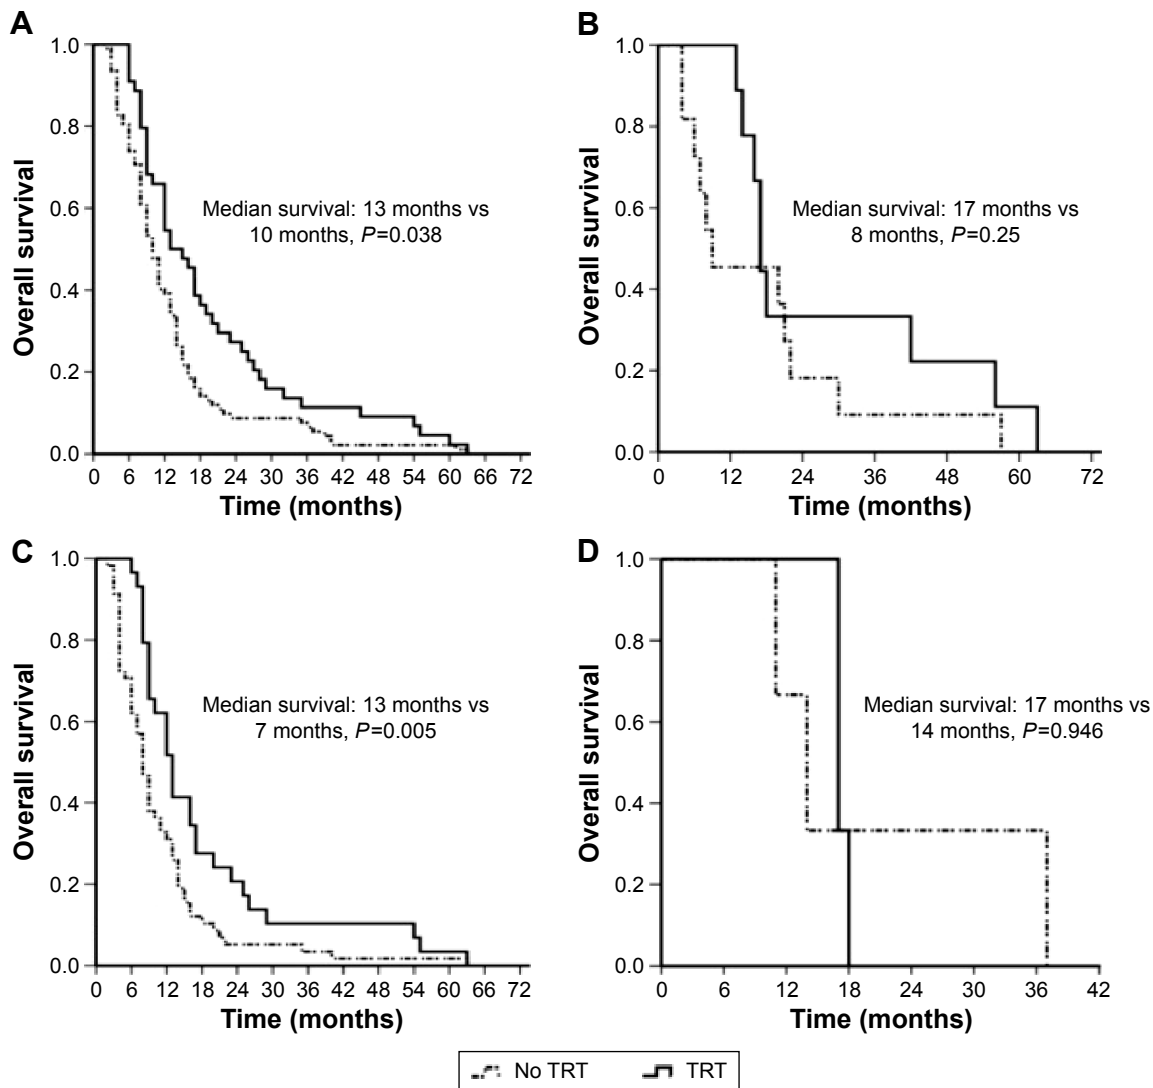 A
1.0
0.8
0.6
0.4
0.2
0.0
Overall survival
Median survival: 13 months vs
10 months, P=0.038
0 6 12 18 24 30 36 42 48 54 60 66 72
Time (months)
B
1.0
0.8
0.6
0.4
0.2
0.0
Overall survival
Median survival: 17 months vs
8 months, P=0.25
0 12 24 36 48 60 72
Time (months)
C
1.0
0.8
0.6
0.4
0.2
0.0
Overall survival
Median survival: 13 months vs
7 months, P=0.005
0 6 12 18 24 30 36 42 48 54 60 66 72
Time (months)
D
1.0
0.8
0.6
0.4
0.2
0.0
Overall survival
Median survival: 17 months vs
14 months, P=0.946
0 6 12 18 24 30 36 42
Time (months)
No TRT TRT